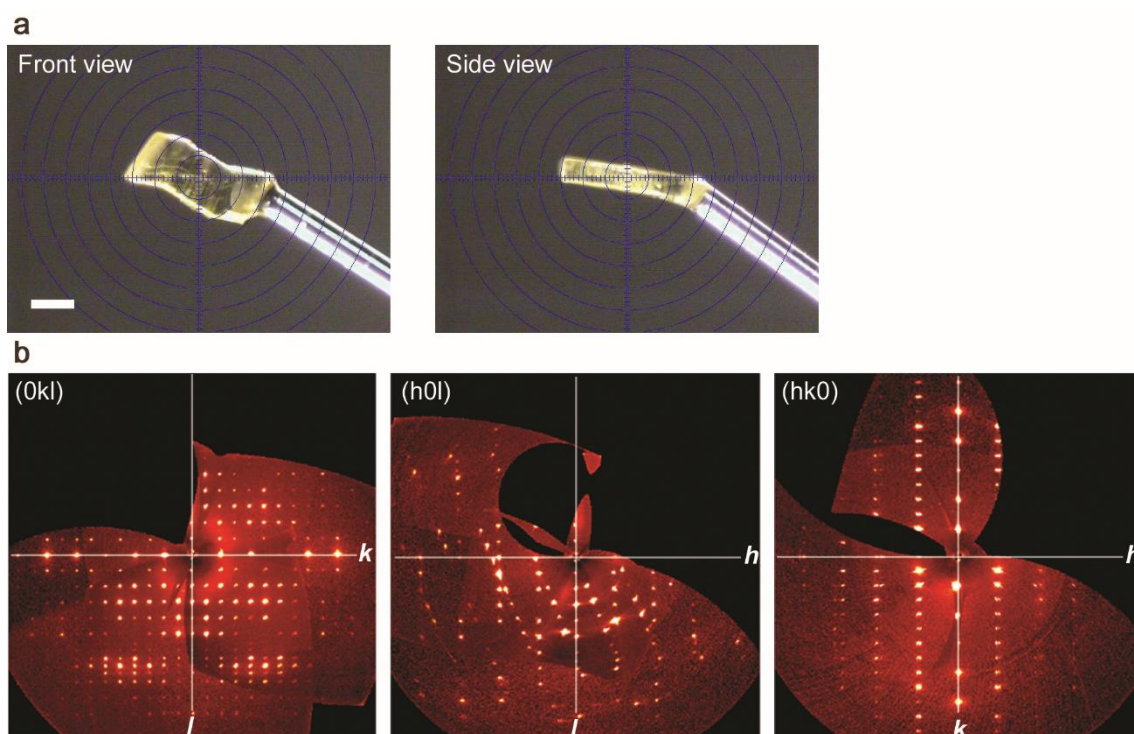 a
Front view
Side view
b
(0kl)
k
l
(h0l)
h
l
(hk0)
h
k